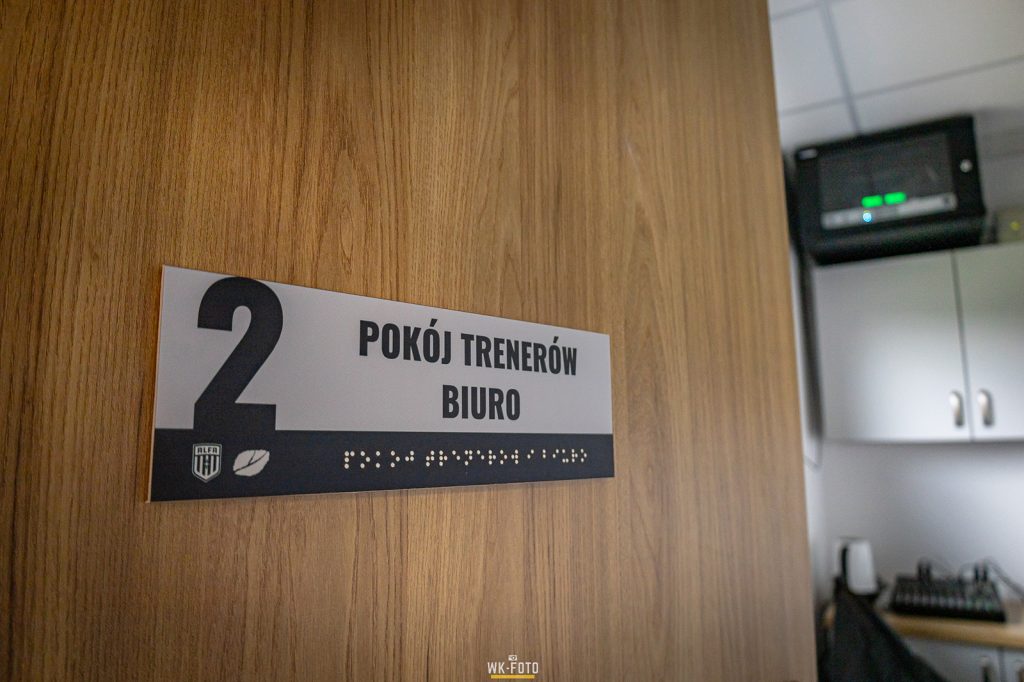 2
POKÓJ TRENERÓW
BIURO
ALFA
WK-FOTO